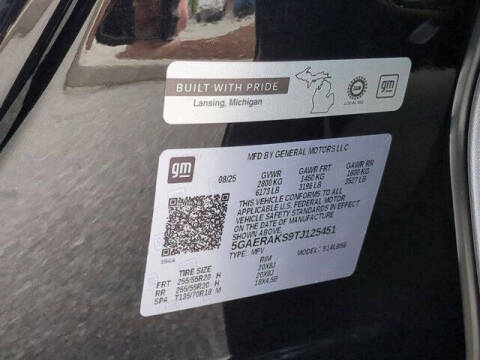 BUILT WITH PRIDE
Lansing, Michigan
gm
gm
MFD BY GENERAL MOTORS LLC
08/25 GVWR GAWR FRT GAWR RR
2800 KG 1450 KG 1600 KG
6173 LB 3196 LB 3527 LB
THIS VEHICLE CONFORMS TO ALL
APPLICABLE U.S. FEDERAL MOTOR
VEHICLE SAFETY STANDARDS IN EFFECT
ON THE DATE OF MANUFACTURE
SHOWN ABOVE.
5GAERAKS9TJ125451
TYPE: MPV MODEL:
TIRE SIZE RIM
FRT 255/55R20 H 20X8J
RR 255/55R20 H 20X8J
SPA T135/70R18 M 18X4.5B